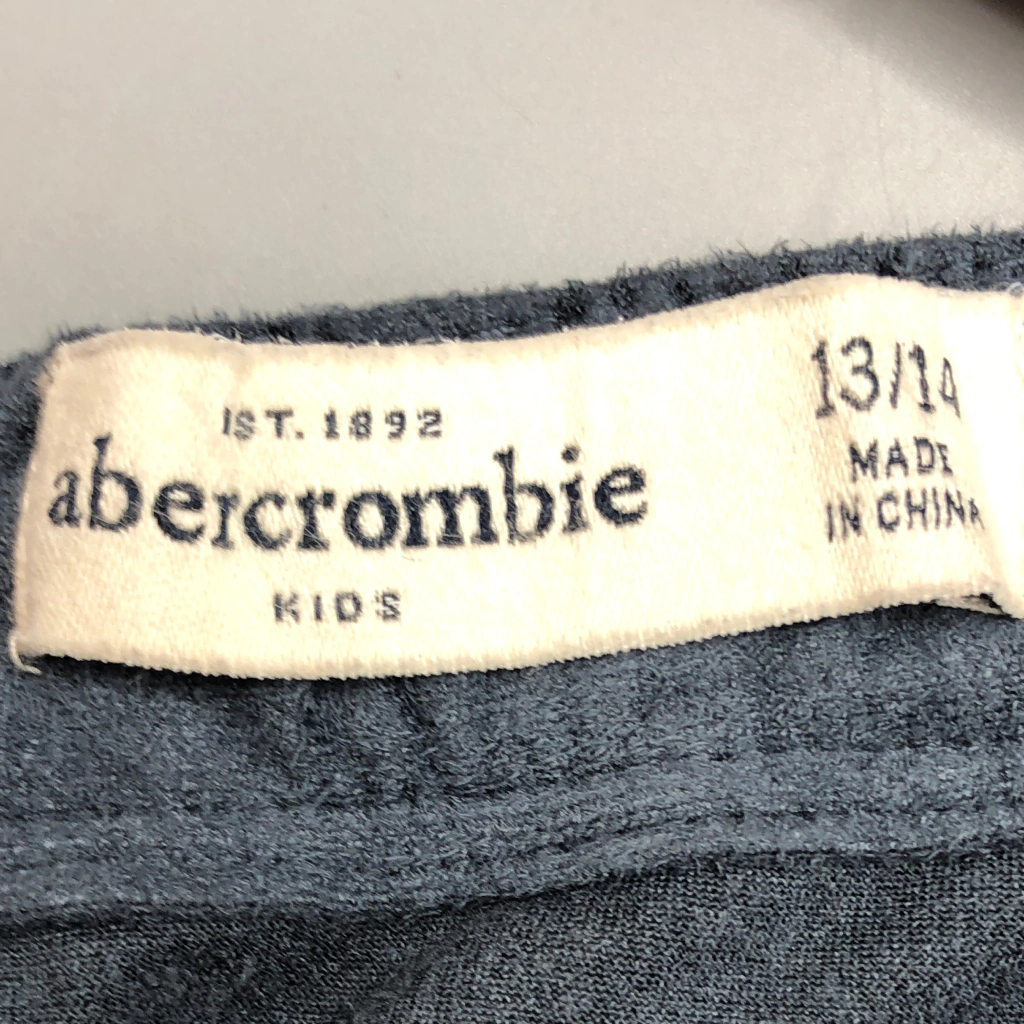 EST. 1892
abercrombie
KIDS
13/14
MADE
IN CHINA